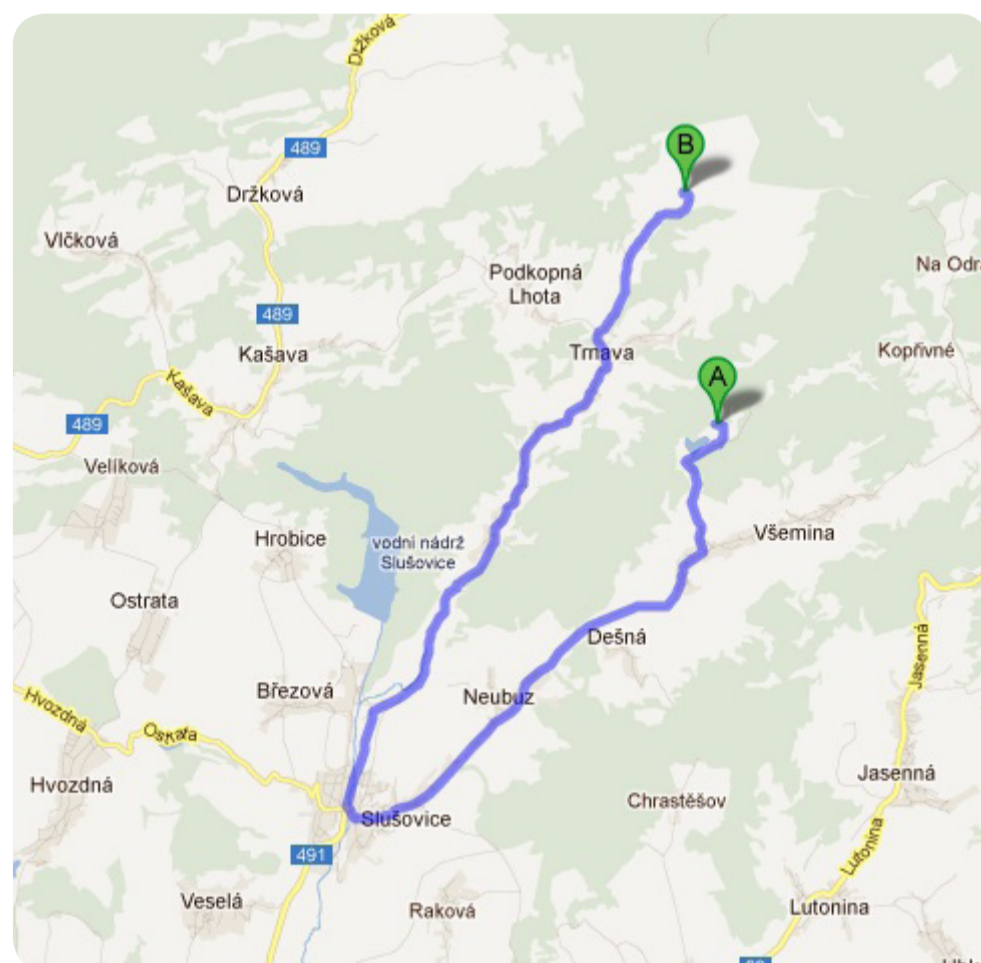 Držková
489
B
Držková
Vlčková
Podkopná
Lhota
Na Odr
489
Kašava
Trnava
Kopřivné
A
Kašava
489
Velíková
Hrobice
vodní nádrž
Slušovice
Všemina
Ostrata
Dešná
Jasenná
Březová
Neubuz
Hvozdná
Ostrata
Hvozdná
Jasenná
Chrastěšov
Slušovice
491
Lutonina
Veselá
Raková
Lutonina